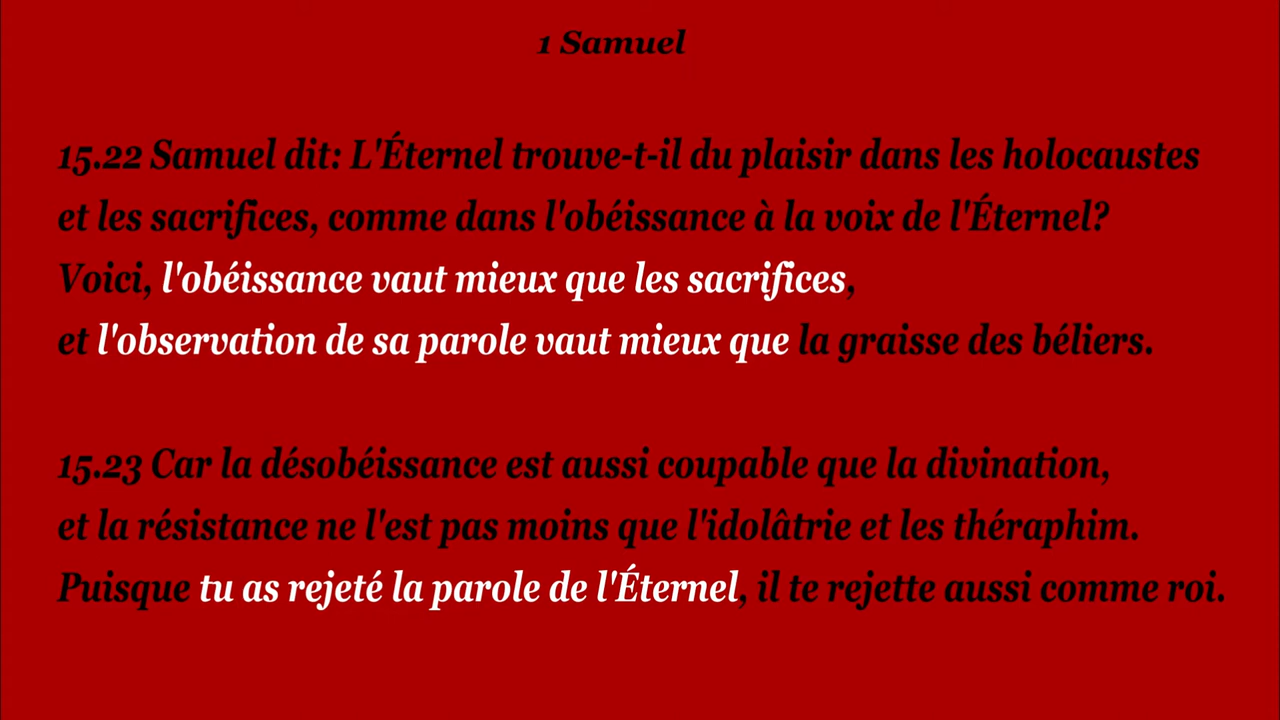 1 Samuel
15.22 Samuel dit: L'Éternel trouve-t-il du plaisir dans les holocaustes
et les sacrifices, comme dans l'obéissance à la voix de l'Éternel?
Voici, l'obéissance vaut mieux que les sacrifices,
et l'observation de sa parole vaut mieux que la graisse des béliers.
15.23 Car la désobéissance est aussi coupable que la divination,
et la résistance ne l'est pas moins que l'idolâtrie et les théraphim.
Puisque tu as rejeté la parole de l'Éternel, il te rejette aussi comme roi.